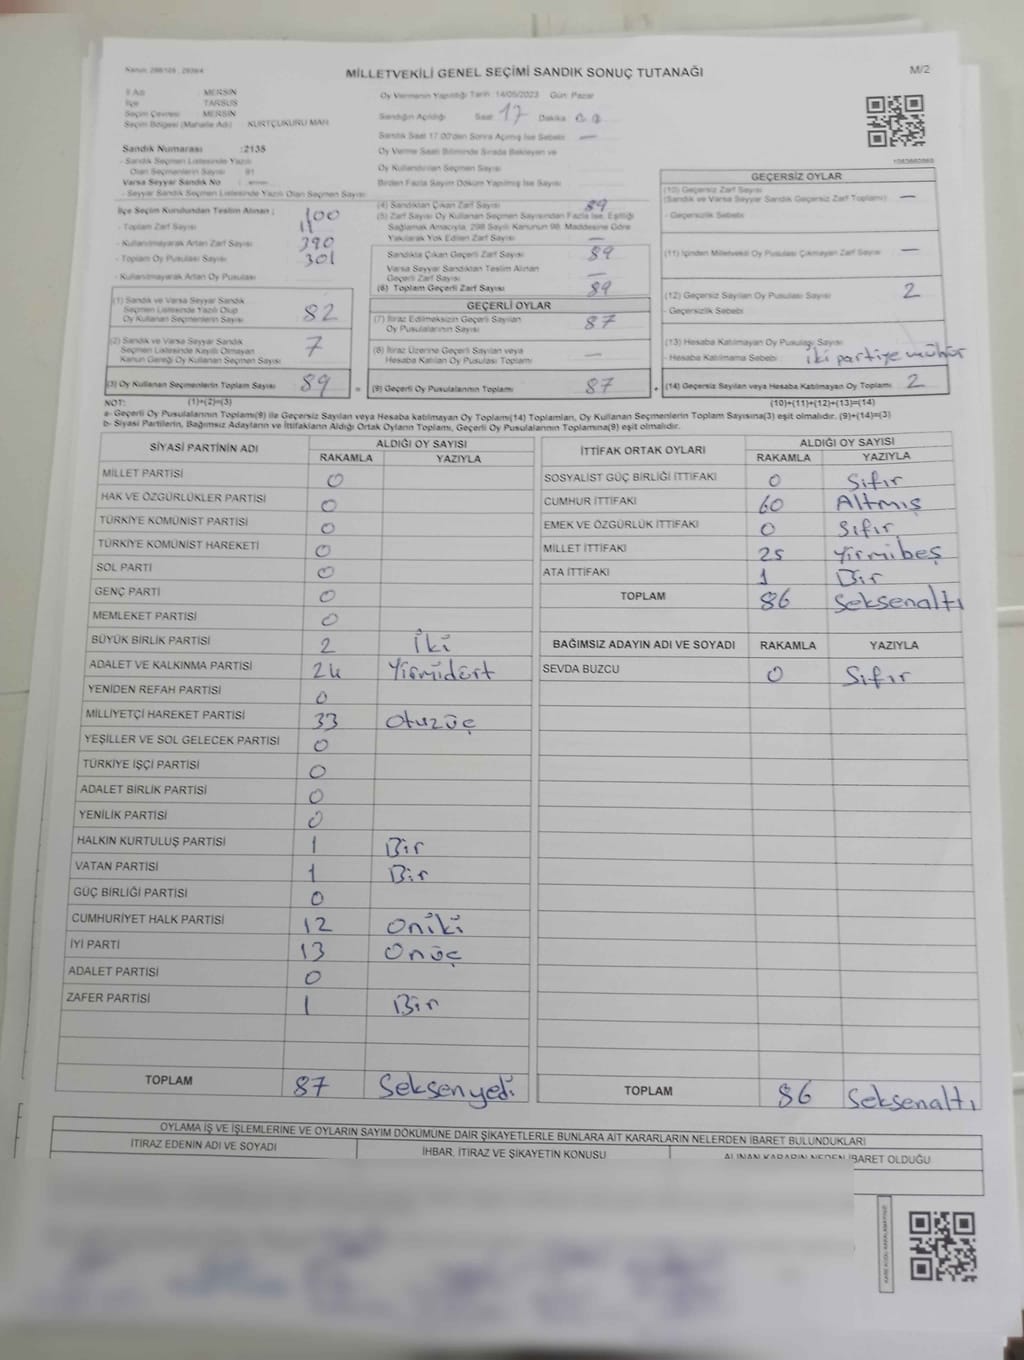 Kanun: 298/105 , 2839/4
MİLLETVEKİLİ GENEL SEÇİMİ SANDIK SONUÇ TUTANAĞI
M/2
İl Adı : MERSİN
İlçe : TARSUS
Seçim Çevresi : MERSİN
Seçim Bölgesi (Mahalle Adı) : KURTÇUKURU MAH.
Sandık Numarası :2135
- Sandık Seçmen Listesinde Yazılı
Olan Seçmenlerin Sayısı : 91
Varsa Seyyar Sandık No :
- Seyyar Sandık Seçmen Listesinde Yazılı Olan Seçmen Sayısı
Oy Vermenin Yapıldığı Tarih: 14/05/2023 Gün: Pazar
Sandığın Açıldığı Saat 17 Dakika
Sandık Saat 17.00'den Sonra Açılmış İse Sebebi —
Oy Verme Saati Bitiminde Sırada Bekleyen ve
Oy Kullandırılan Seçmen Sayısı
Birden Fazla Sayım Döküm Yapılmış İse Sayısı
1083660865
İlçe Seçim Kurulundan Teslim Alınan ;
- Toplam Zarf Sayısı 100
- Kullanılmayarak Artan Zarf Sayısı 11
- Toplam Oy Pusulası Sayısı 390
- Kullanılmayarak Artan Oy Pusulası 301
(4) Sandıktan Çıkan Zarf Sayısı 89
(5) Zarf Sayısı Oy Kullanan Seçmen Sayısından Fazla İse, Eşitliği
Sağlamak Amacıyla, 298 Sayılı Kanunun 98. Maddesine Göre
Yakılarak Yok Edilen Zarf Sayısı —
Sandıkta Çıkan Geçerli Zarf Sayısı 89
Varsa Seyyar Sandıktan Teslim Alınan
Geçerli Zarf Sayısı —
(6) Toplam Geçerli Zarf Sayısı 89
GEÇERSİZ OYLAR
(10) Geçersiz Zarf Sayısı
(Sandık ve Varsa Seyyar Sandık Geçersiz Zarf Toplamı) —
- Geçersizlik Sebebi
(11) İçinden Milletvekili Oy Pusulası Çıkmayan Zarf Sayısı —
(12) Geçersiz Sayılan Oy Pusulası Sayısı 2
- Geçersizlik Sebebi
(13) Hesaba Katılmayan Oy Pusulası Sayısı
- Hesaba Katılmama Sebebi iki partiye mühür
(1) Sandık ve Varsa Seyyar Sandık
Seçmen Listesinde Yazılı Olup
Oy Kullanan Seçmenlerin Sayısı 82
(2) Sandık ve Varsa Seyyar Sandık
Seçmen Listesinde Kayıtlı Olmayan
Kanun Gereği Oy Kullanan Seçmen Sayısı 7
GEÇERLİ OYLAR
(7) İtiraz Edilmeksizin Geçerli Sayılan
Oy Pusulalarının Sayısı 87
(8) İtiraz Üzerine Geçerli Sayılan veya
Hesaba Katılan Oy Pusulası Toplamı —
(3) Oy Kullanan Seçmenlerin Toplam Sayısı 89 = (9) Geçerli Oy Pusulalarının Toplamı 87 + (14) Geçersiz Sayılan veya Hesaba Katılmayan Oy Toplamı 2
NOT: (1)+(2)=(3) (10)+(11)+(12)+(13)=(14)
a- Geçerli Oy Pusulalarının Toplamı(9) ile Geçersiz Sayılan veya Hesaba katılmayan Oy Toplamı(14) Toplamları, Oy Kullanan Seçmenlerin Toplam Sayısına(3) eşit olmalıdır. (9)+(14)=(3)
b- Siyasi Partilerin, Bağımsız Adayların ve İttifakların Aldığı Ortak Oyların Toplamı, Geçerli Oy Pusulalarının Toplamına(9) eşit olmalıdır.
SİYASİ PARTİNİN ADI ALDIĞI OY SAYISI
RAKAMLA YAZIYLA
MİLLET PARTİSİ 0
HAK VE ÖZGÜRLÜKLER PARTİSİ 0
TÜRKİYE KOMÜNİST PARTİSİ 0
TÜRKİYE KOMÜNİST HAREKETİ 0
SOL PARTİ 0
GENÇ PARTİ 0
MEMLEKET PARTİSİ 0
BÜYÜK BİRLİK PARTİSİ 2 İki
ADALET VE KALKINMA PARTİSİ 24 Yirmidört
YENİDEN REFAH PARTİSİ 0
MİLLİYETÇİ HAREKET PARTİSİ 33 otuzüç
YEŞİLLER VE SOL GELECEK PARTİSİ 0
TÜRKİYE İŞÇİ PARTİSİ 0
ADALET BİRLİK PARTİSİ 0
YENİLİK PARTİSİ 0
HALKIN KURTULUŞ PARTİSİ 1 Bir
VATAN PARTİSİ 1 Bir
GÜÇ BİRLİĞİ PARTİSİ 0
CUMHURİYET HALK PARTİSİ 12 oniki
İYİ PARTİ 13 onüç
ADALET PARTİSİ 0
ZAFER PARTİSİ 1 Bir
TOPLAM 87 Seksenyedi
İTTİFAK ORTAK OYLARI ALDIĞI OY SAYISI
RAKAMLA YAZIYLA
SOSYALİST GÜÇ BİRLİĞİ İTTİFAKI 0 Sıfır
CUMHUR İTTİFAKI 60 Altmış
EMEK VE ÖZGÜRLÜK İTTİFAKI 0 Sıfır
MİLLET İTTİFAKI 25 Yirmibeş
ATA İTTİFAKI 1 Bir
TOPLAM 86 Seksenaltı
BAĞIMSIZ ADAYIN ADI VE SOYADI RAKAMLA YAZIYLA
SEVDA BUZCU 0 Sıfır
TOPLAM 86 Seksenaltı
OYLAMA İŞ VE İŞLEMLERİNE VE OYLARIN SAYIM DÖKÜMÜNE DAİR ŞİKAYETLERLE BUNLARA AİT KARARLARIN NELERDEN İBARET BULUNDUKLARI
İTİRAZ EDENİN ADI VE SOYADI İHBAR, İTİRAZ VE ŞİKAYETİN KONUSU ALINAN KARARIN NEDEN İBARET OLDUĞU